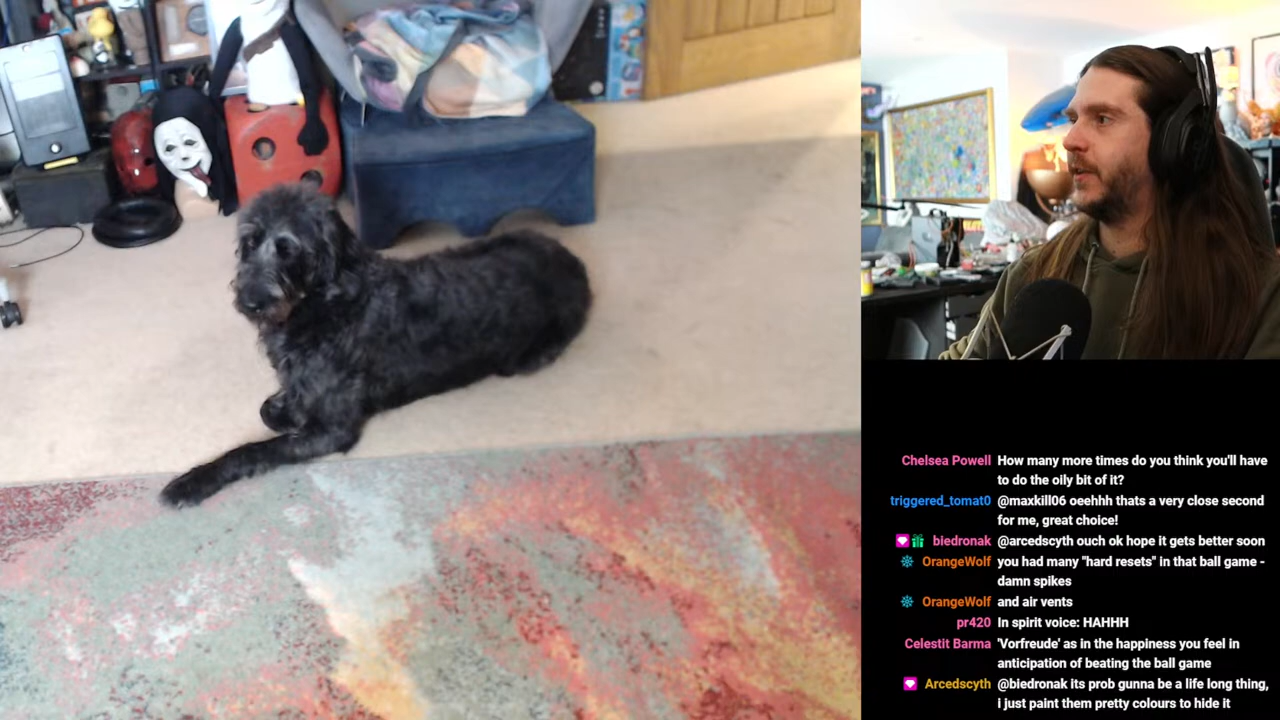 Chelsea Powell How many more times do you think you'll have
to do the oily bit of it?
triggered_tomat0 @maxkill06 oeehhh thats a very close second
for me, great choice!
biedronak @arcedscyth ouch ok hope it gets better soon
OrangeWolf you had many "hard resets" in that ball game -
damn spikes
OrangeWolf and air vents
pr420 In spirit voice: HAHHH
Celestit Barma 'Vorfreude' as in the happiness you feel in
anticipation of beating the ball game
Arcedscyth @biedronak its prob gunna be a life long thing,
i just paint them pretty colours to hide it